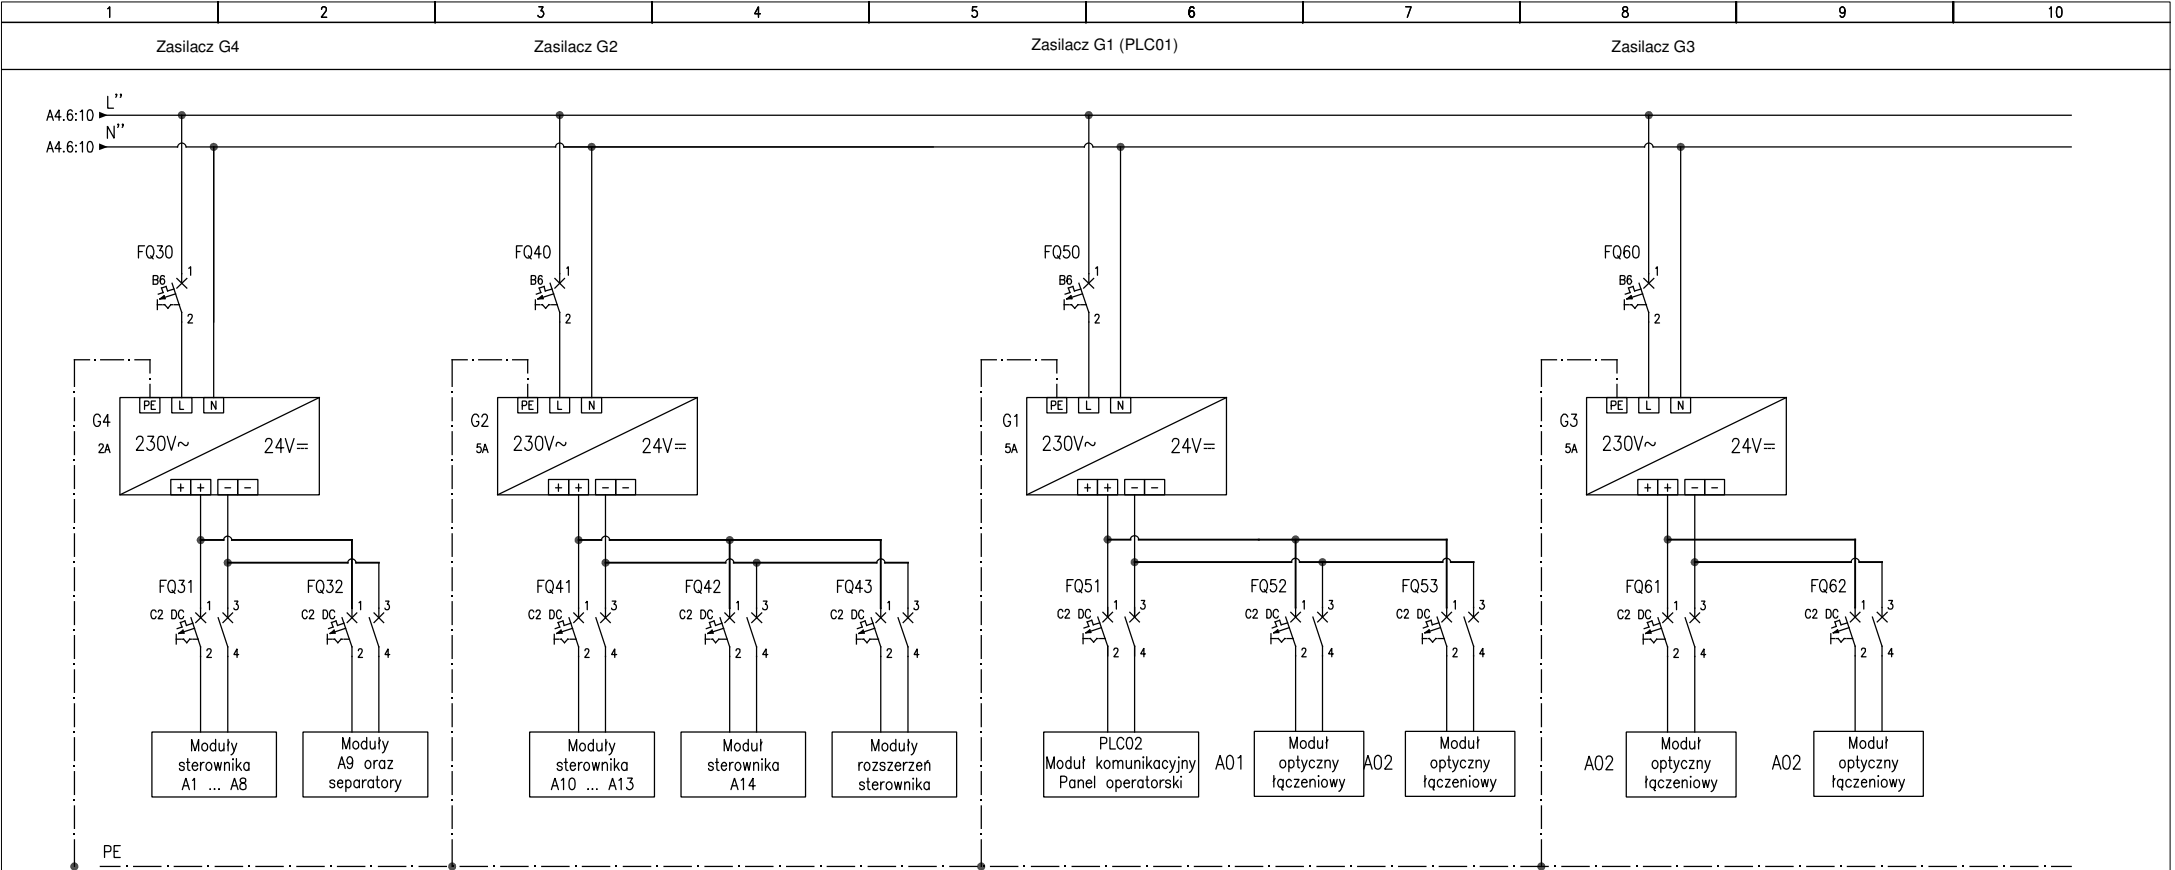 1 2 3 4 5 6 7 8 9 10
Zasilacz G4 Zasilacz G2 Zasilacz G1 (PLC01) Zasilacz G3
L’’
A4.6:10
N’’
A4.6:10
FQ30 FQ40 FQ50 FQ60
1 1 1 1
B6 B6 B6 B6
2 2 2 2
PE L N PE L N PE L N PE L N
G4 G2 G1 G3
230V~ 24V= 230V~ 24V= 230V~ 24V= 230V~ 24V=
2A 5A 5A 5A
+ + − − + + − − + + − − + + − −
FQ31 FQ32 FQ41 FQ42 FQ43 FQ51 FQ52 FQ53 FQ61 FQ62
1 3 1 3 1 3 1 3 1 3 1 3 1 3 1 3 1 3 1 3
C2 DC C2 DC C2 DC C2 DC C2 DC C2 DC C2 DC C2 DC C2 DC C2 DC
2 4 2 4 2 4 2 4 2 4 2 4 2 4 2 4 2 4 2 4
Moduły
sterownika
A1 ... A8
Moduły
A9 oraz
separatory
Moduły
sterownika
A10 ... A13
Moduł
sterownika
A14
Moduły
rozszerzeń
sterownika
PLC02
Moduł komunikacyjny
Panel operatorski
A01
Moduł
optyczny
łączeniowy
A02
Moduł
optyczny
łączeniowy
A02
Moduł
optyczny
łączeniowy
A02
Moduł
optyczny
łączeniowy
PE